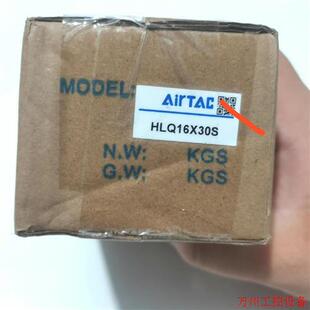 MODEL:
AirTAC
HLQ16X30S
N.W: KGS
G.W: KGS
万州工控设备